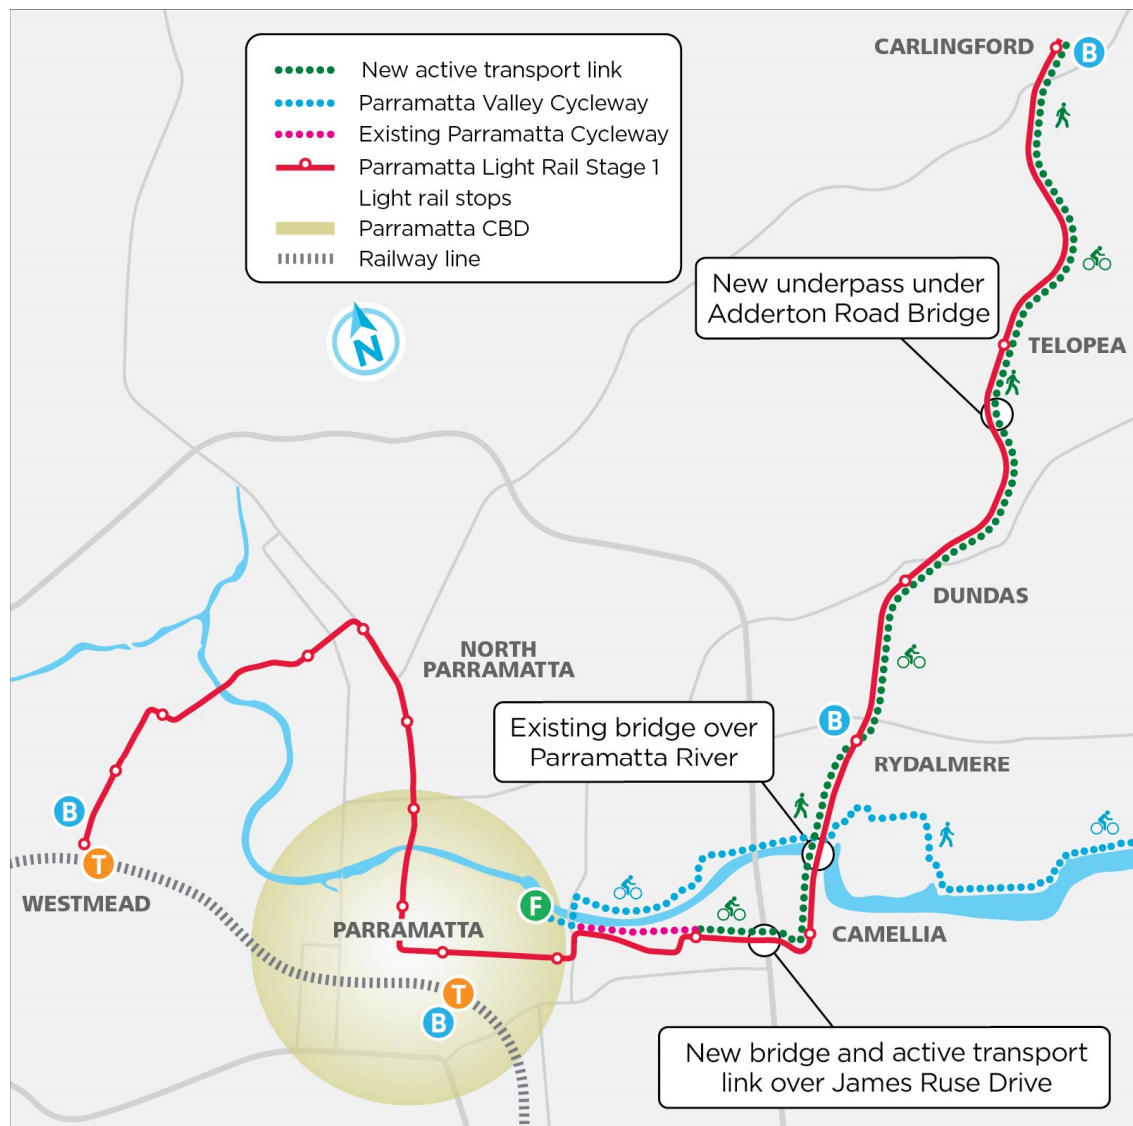 CARLINGFORD
B
New active transport link
Parramatta Valley Cycleway
Existing Parramatta Cycleway
Parramatta Light Rail Stage 1
Light rail stops
Parramatta CBD
Railway line
New underpass under
Adderton Road Bridge
N
TELOPEA
DUNDAS
NORTH
PARRAMATTA
Existing bridge over
Parramatta River
B
RYDALMERE
B
T
WESTMEAD
F
PARRAMATTA
CAMELLIA
T
B
New bridge and active transport
link over James Ruse Drive